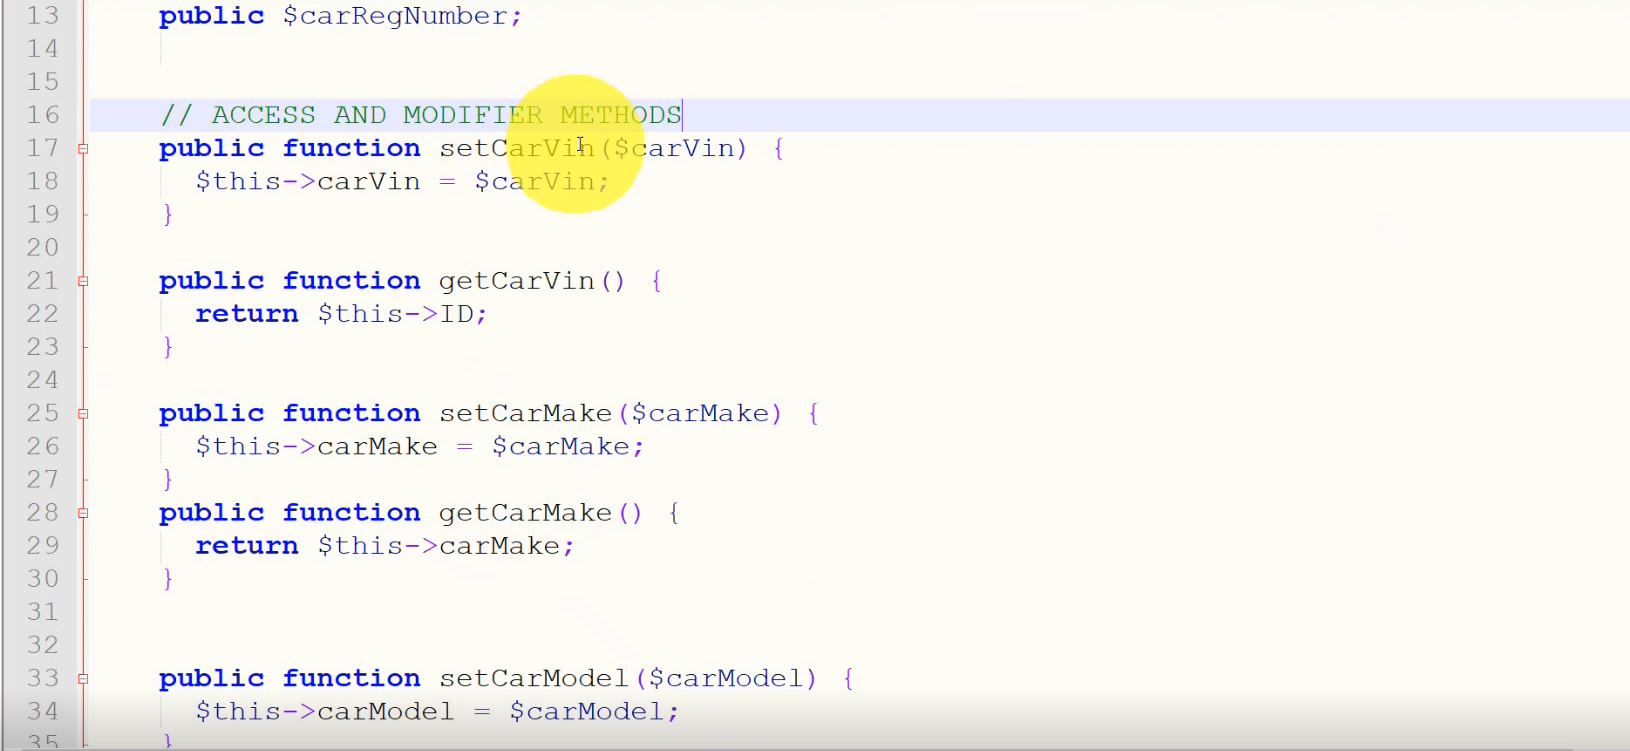 13 public $carRegNumber;
14
15
16 // ACCESS AND MODIFIER METHODS
17 public function setCarVin($carVin) {
18 $this->carVin = $carVin;
19 }
20
21 public function getCarVin() {
22 return $this->ID;
23 }
24
25 public function setCarMake($carMake) {
26 $this->carMake = $carMake;
27 }
28 public function getCarMake() {
29 return $this->carMake;
30 }
31
32
33 public function setCarModel($carModel) {
34 $this->carModel = $carModel;
35 }